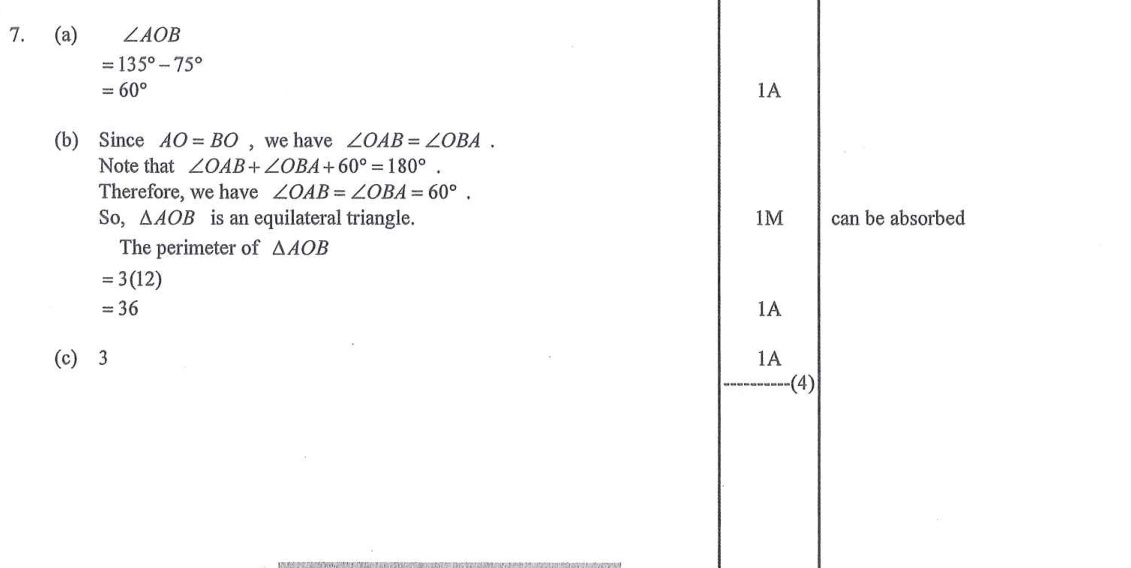 7. (a) ∠AOB
= 135° – 75°
= 60° 1A
(b) Since AO = BO , we have ∠OAB = ∠OBA .
Note that ∠OAB + ∠OBA + 60° = 180° .
Therefore, we have ∠OAB = ∠OBA = 60° .
So, ΔAOB is an equilateral triangle. 1M can be absorbed
The perimeter of ΔAOB
= 3(12)
= 36 1A
(c) 3 1A
-----------(4)